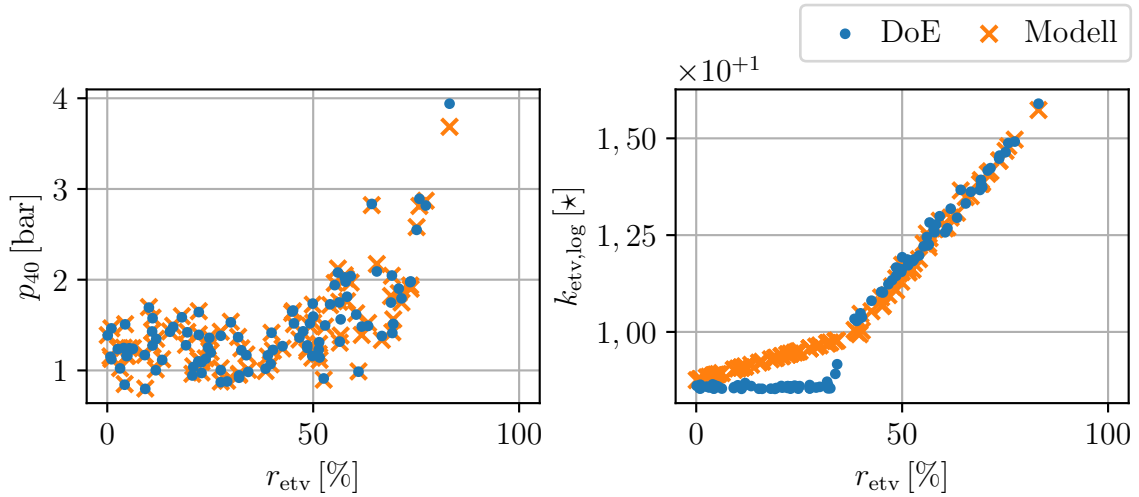 DoE Modell
×10⁺¹
4
3
2
1
p₄₀ [bar]
0 50 100
r_etv [%]
1, 50
1, 25
1, 00
k_etv,log [⋆]
0 50 100
r_etv [%]